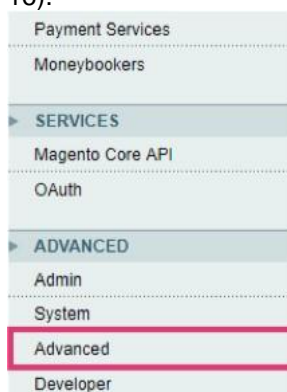 Payment Services
Moneybookers
SERVICES
Magento Core API
OAuth
ADVANCED
Admin
System
Advanced
Developer